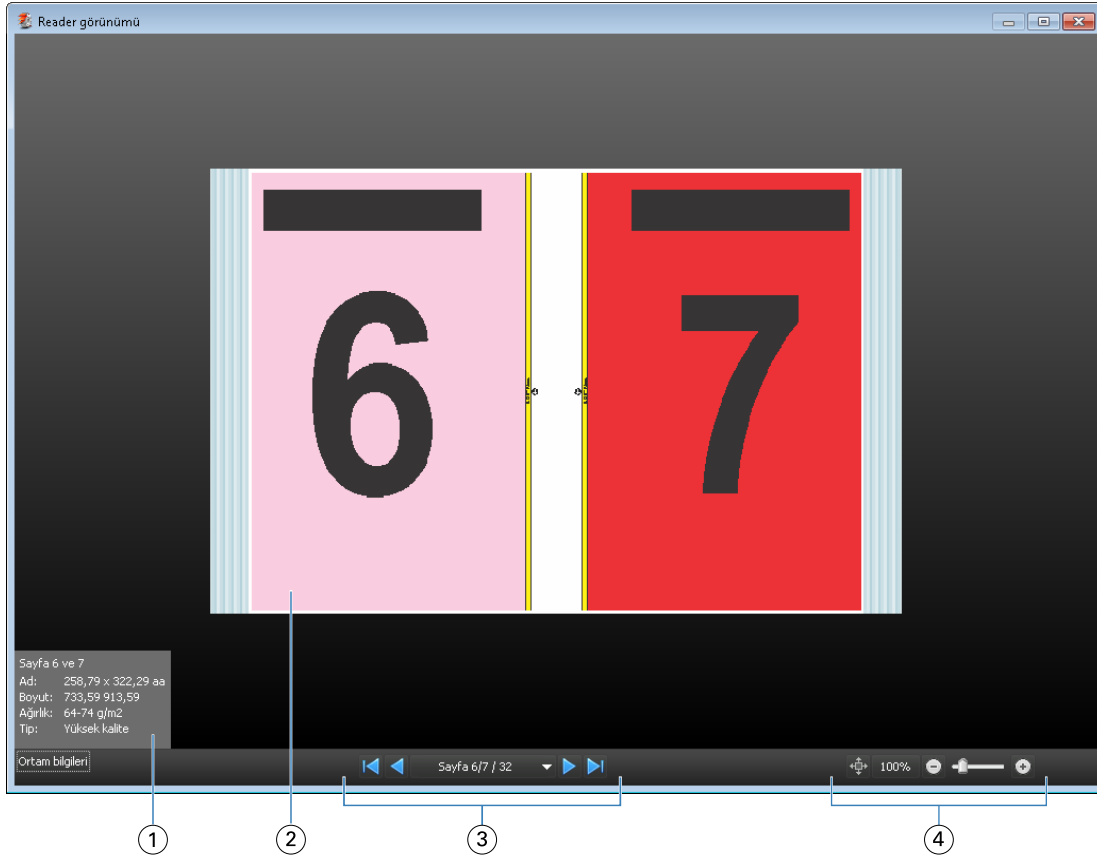 Reader görünümü
6
7
Sayfa 6 ve 7
Ad: 258,79 x 322,29 aa
Boyut: 733,59 913,59
Ağırlık: 64-74 g/m2
Tip: Yüksek kalite
Ortam bilgileri
Sayfa 6/7 / 32
100%
1
2
3
4